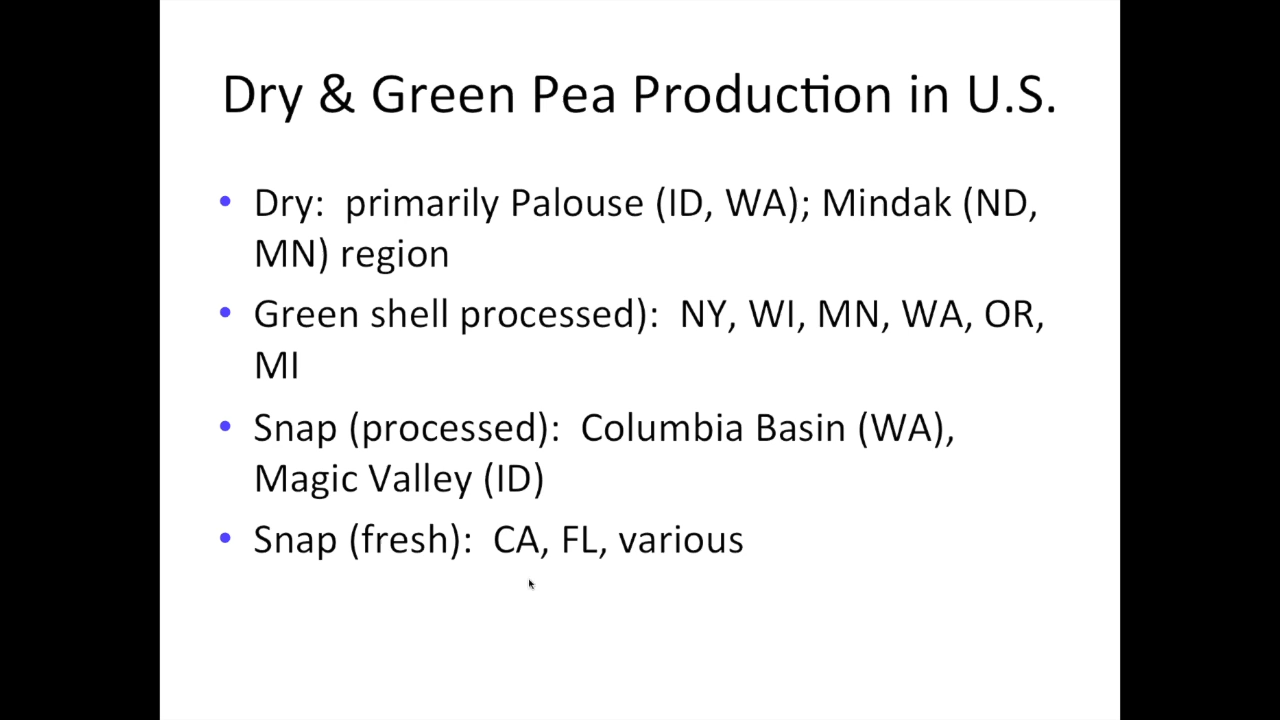 Dry & Green Pea Production in U.S.
• Dry:  primarily Palouse (ID, WA); Mindak (ND,
MN) region
• Green shell processed):  NY, WI, MN, WA, OR,
MI
• Snap (processed):  Columbia Basin (WA),
Magic Valley (ID)
• Snap (fresh):  CA, FL, various